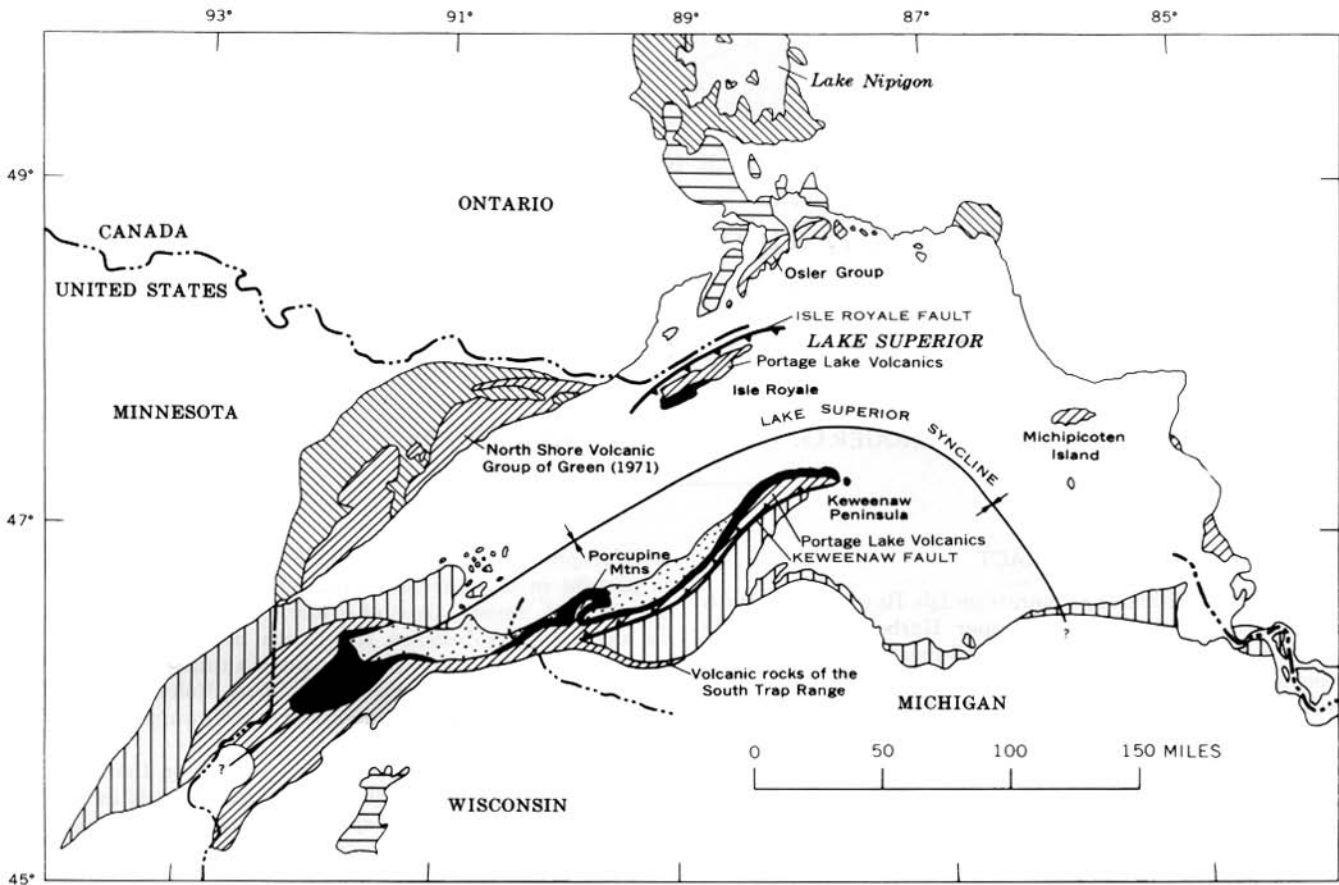 93°
91°
89°
87°
85°
Lake Nipigon
49°
ONTARIO
CANADA
UNITED STATES
Osler Group
ISLE ROYALE FAULT
LAKE SUPERIOR
Portage Lake Volcanics
Isle Royale
MINNESOTA
LAKE SUPERIOR SYNCLINE
Michipicoten
Island
North Shore Volcanic
Group of Green (1971)
47°
Keweenaw
Peninsula
Portage Lake Volcanics
KEWEENAW FAULT
Porcupine
Mtns
?
Volcanic rocks of the
South Trap Range
MICHIGAN
0 50 100 150 MILES
?
WISCONSIN
45°